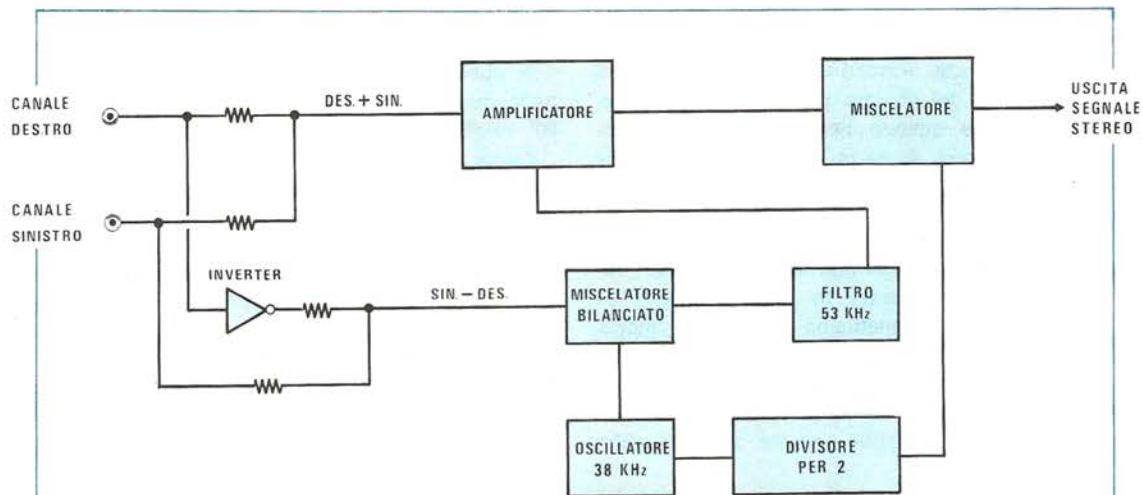 CANALE
DESTRO
DES. + SIN.
AMPLIFICATORE
MISCELATORE
USCITA
SEGNALE
STEREO
CANALE
SINISTRO
INVERTER
SIN. — DES.
MISCELATORE
BILANCIATO
FILTRO
53 KHz
OSCILLATORE
38 KHz
DIVISORE
PER 2